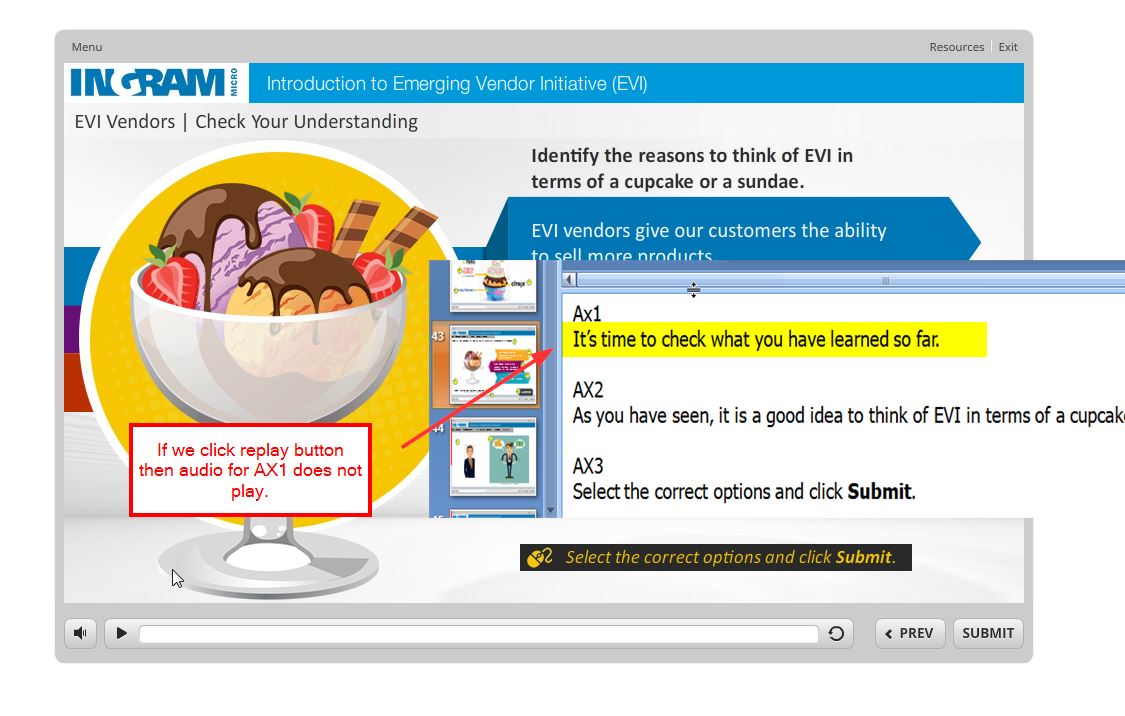 Menu
Resources
Exit
INGRAM MICRO
Introduction to Emerging Vendor Initiative (EVI)
EVI Vendors | Check Your Understanding
Identify the reasons to think of EVI in
terms of a cupcake or a sundae.
EVI vendors give our customers the ability
to sell more products
43
44
Ax1
It's time to check what you have learned so far.
AX2
As you have seen, it is a good idea to think of EVI in terms of a cupcake
AX3
Select the correct options and click Submit.
If we click replay button
then audio for AX1 does not
play.
Select the correct options and click Submit.
PREV
SUBMIT